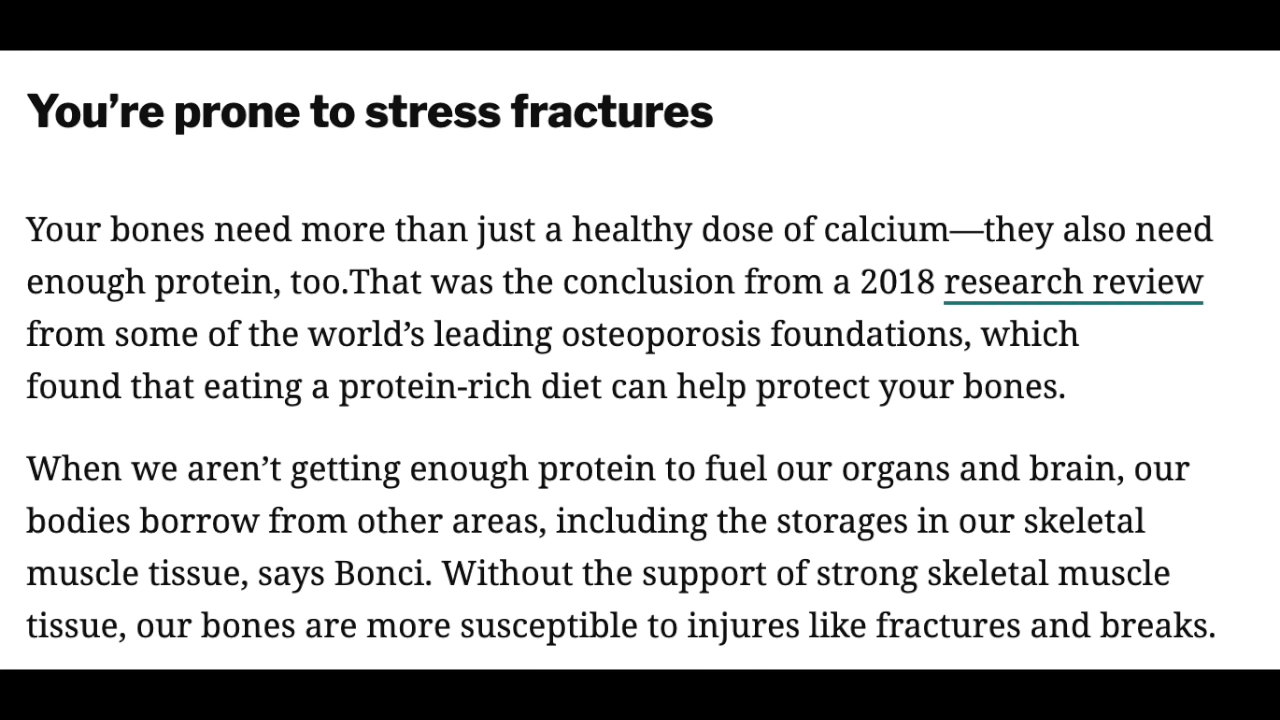 You’re prone to stress fractures
Your bones need more than just a healthy dose of calcium—they also need
enough protein, too.That was the conclusion from a 2018 research review
from some of the world’s leading osteoporosis foundations, which
found that eating a protein-rich diet can help protect your bones.
When we aren’t getting enough protein to fuel our organs and brain, our
bodies borrow from other areas, including the storages in our skeletal
muscle tissue, says Bonci. Without the support of strong skeletal muscle
tissue, our bones are more susceptible to injures like fractures and breaks.